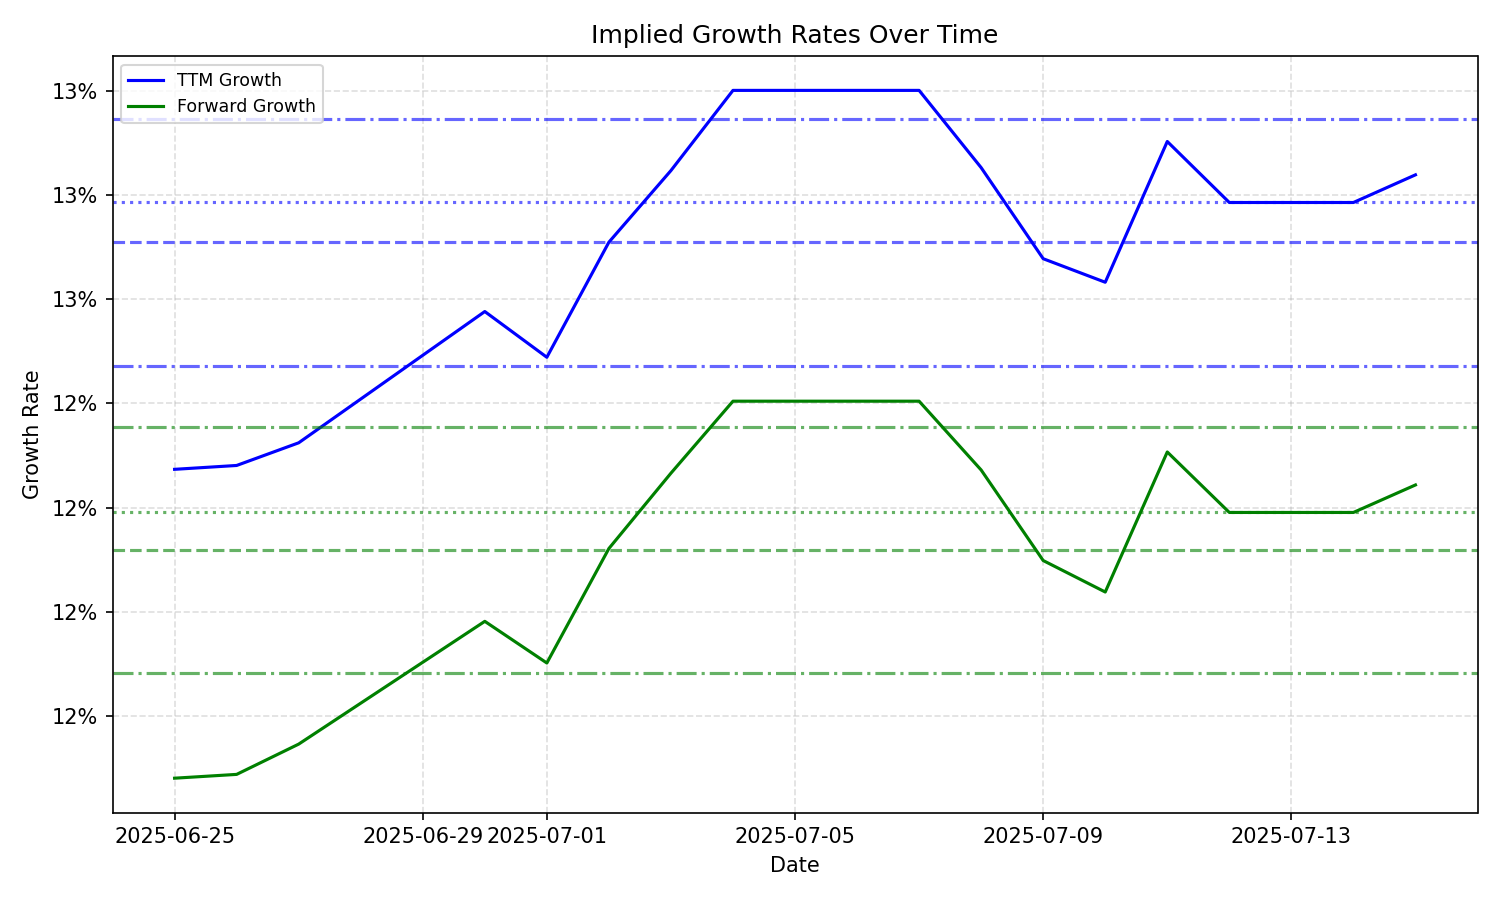 Implied Growth Rates Over Time
TTM Growth
Forward Growth
13%
13%
13%
12%
12%
12%
12%
Growth Rate
2025-06-25
2025-06-29
2025-07-01
2025-07-05
2025-07-09
2025-07-13
Date